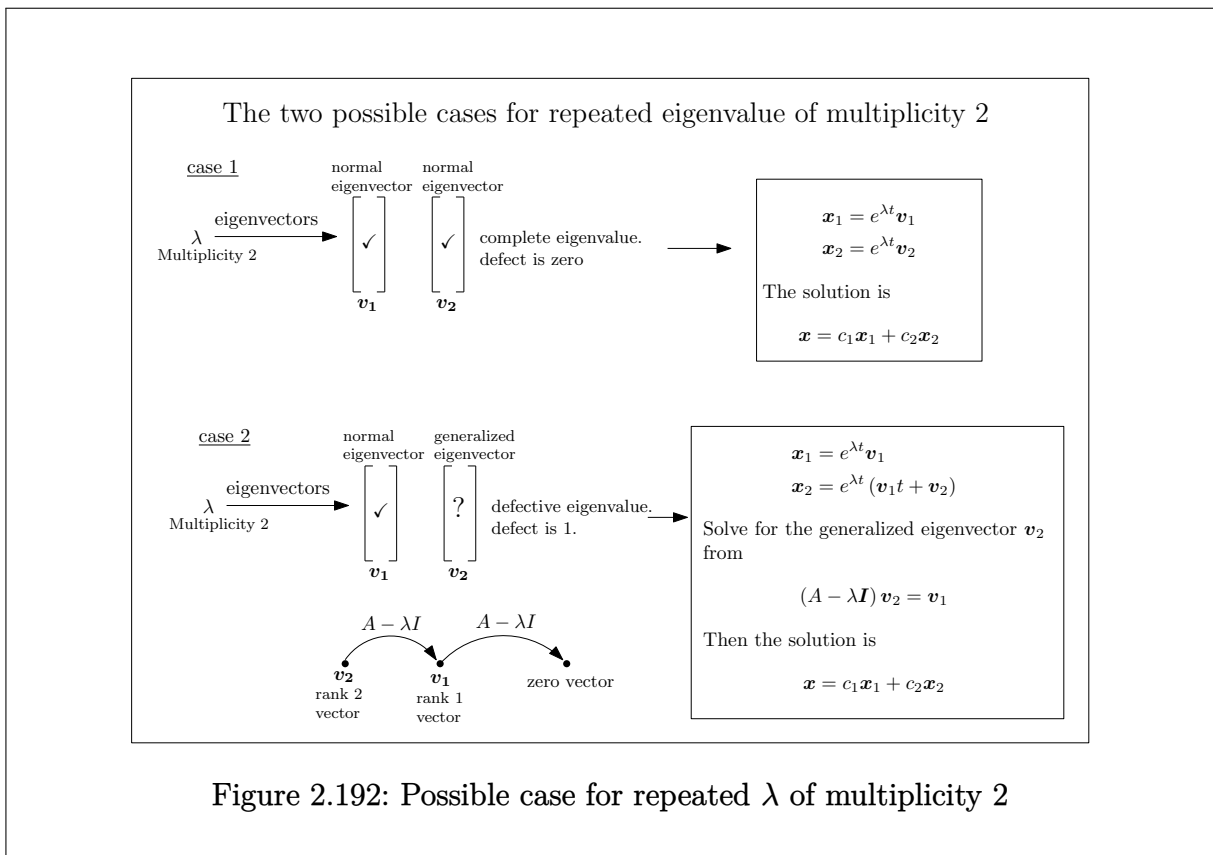 The two possible cases for repeated eigenvalue of multiplicity 2
case 1
normal eigenvector
normal eigenvector
eigenvectors
λ
Multiplicity 2
✓
✓
v₁
v₂
complete eigenvalue.
defect is zero
x₁ = e^{λt} v₁
x₂ = e^{λt} v₂
The solution is
x = c₁x₁ + c₂x₂
case 2
normal eigenvector
generalized eigenvector
eigenvectors
λ
Multiplicity 2
✓
?
v₁
v₂
defective eigenvalue.
defect is 1.
x₁ = e^{λt} v₁
x₂ = e^{λt} (v₁t + v₂)
Solve for the generalized eigenvector v₂
from
(A − λI) v₂ = v₁
Then the solution is
x = c₁x₁ + c₂x₂
A − λI
A − λI
v₂
rank 2
vector
v₁
rank 1
vector
zero vector
Figure 2.192: Possible case for repeated λ of multiplicity 2